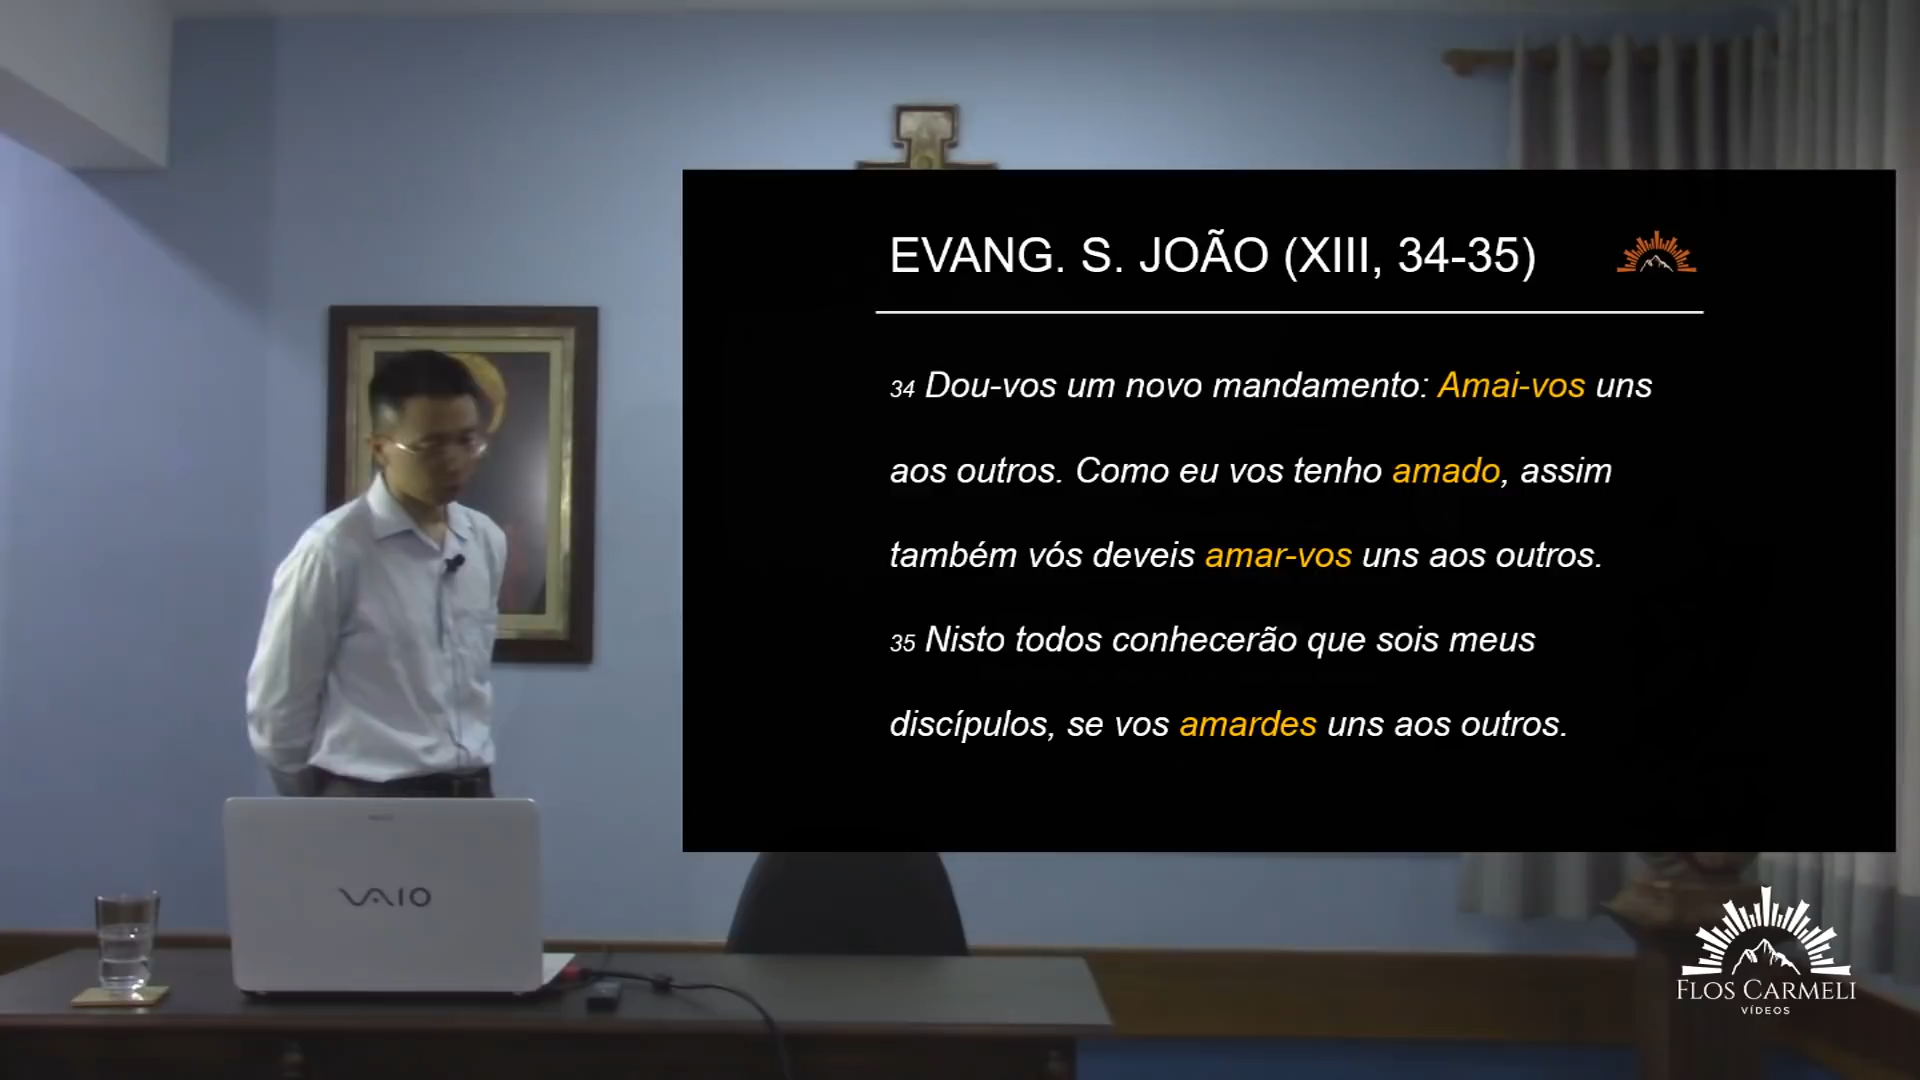 EVANG. S. JOÃO (XIII, 34-35)
34 Dou-vos um novo mandamento: Amai-vos uns
aos outros. Como eu vos tenho amado, assim
também vós deveis amar-vos uns aos outros.
35 Nisto todos conhecerão que sois meus
discípulos, se vos amardes uns aos outros.
VAIO
FLOS CARMELI
VÍDEOS